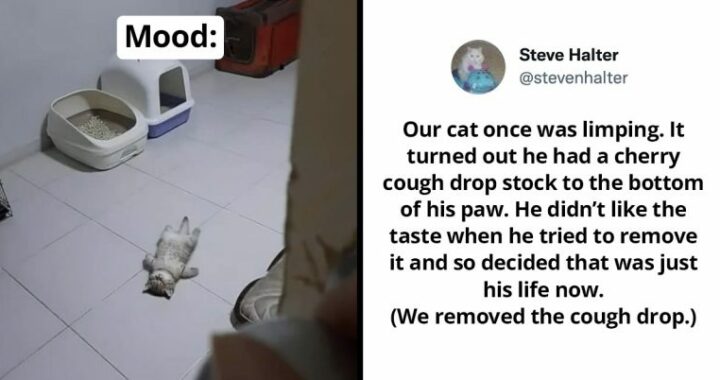 Mood:
Steve Halter
@stevenhalter
Our cat once was limping. It
turned out he had a cherry
cough drop stock to the bottom
of his paw. He didn’t like the
taste when he tried to remove
it and so decided that was just
his life now.
(We removed the cough drop.)